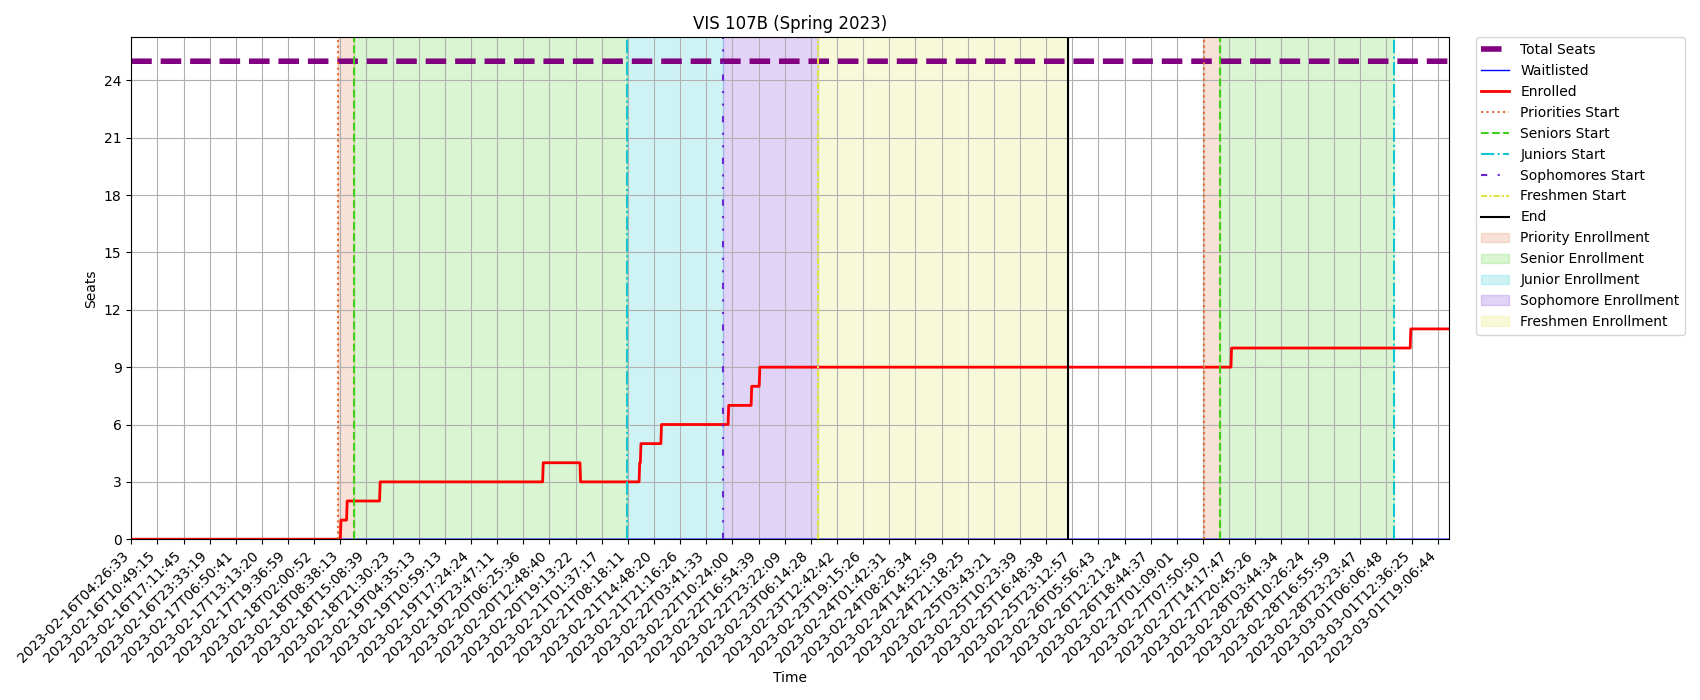 VIS 107B (Spring 2023)
Seats
24
21
18
15
12
9
6
3
0
2023-02-16T04:26:33
2023-02-16T10:49:15
2023-02-16T17:11:45
2023-02-16T23:33:19
2023-02-17T06:50:41
2023-02-17T13:13:20
2023-02-17T19:36:59
2023-02-18T02:00:52
2023-02-18T08:38:13
2023-02-18T15:08:39
2023-02-18T21:30:23
2023-02-19T04:35:13
2023-02-19T10:59:13
2023-02-19T17:24:24
2023-02-19T23:47:11
2023-02-20T06:25:36
2023-02-20T12:48:40
2023-02-20T19:13:22
2023-02-21T01:37:17
2023-02-21T08:18:11
2023-02-21T14:48:20
2023-02-21T21:16:26
2023-02-22T03:41:33
2023-02-22T10:24:00
2023-02-22T16:54:39
2023-02-22T23:22:09
2023-02-23T06:14:28
2023-02-23T12:42:42
2023-02-23T19:15:26
2023-02-24T01:42:31
2023-02-24T08:26:34
2023-02-24T14:52:59
2023-02-24T21:18:25
2023-02-25T03:43:21
2023-02-25T10:23:39
2023-02-25T16:48:38
2023-02-25T23:12:57
2023-02-26T05:56:43
2023-02-26T12:21:24
2023-02-26T18:44:37
2023-02-27T01:09:01
2023-02-27T07:50:50
2023-02-27T14:17:47
2023-02-27T20:45:26
2023-02-28T03:44:34
2023-02-28T10:26:24
2023-02-28T16:55:59
2023-02-28T23:23:47
2023-03-01T06:06:48
2023-03-01T12:36:25
2023-03-01T19:06:44
Time
Total Seats
Waitlisted
Enrolled
Priorities Start
Seniors Start
Juniors Start
Sophomores Start
Freshmen Start
End
Priority Enrollment
Senior Enrollment
Junior Enrollment
Sophomore Enrollment
Freshmen Enrollment